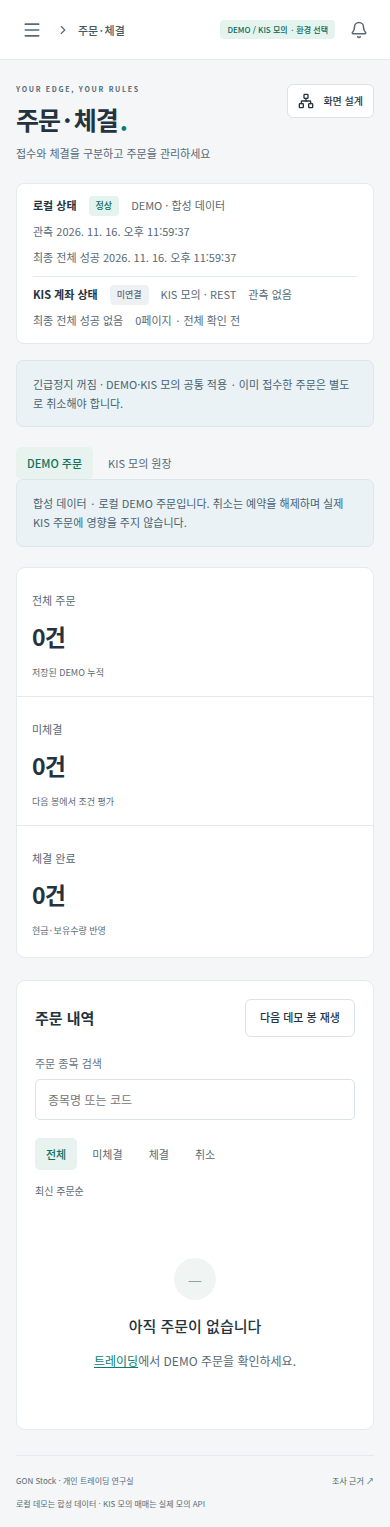 주문·체결
DEMO / KIS 모의 · 환경 선택
YOUR EDGE, YOUR RULES
주문·체결.
화면 설계
접수와 체결을 구분하고 주문을 관리하세요
로컬 상태 정상 DEMO · 합성 데이터
관측 2026. 11. 16. 오후 11:59:37
최종 전체 성공 2026. 11. 16. 오후 11:59:37
KIS 계좌 상태 미연결 KIS 모의 · REST 관측 없음
최종 전체 성공 없음 0페이지 · 전체 확인 전
긴급정지 꺼짐 · DEMO·KIS 모의 공통 적용 · 이미 접수한 주문은 별도
로 취소해야 합니다.
DEMO 주문 KIS 모의 원장
합성 데이터 · 로컬 DEMO 주문입니다. 취소는 예약을 해제하며 실제
KIS 주문에 영향을 주지 않습니다.
전체 주문
0건
저장된 DEMO 누적
미체결
0건
다음 봉에서 조건 평가
체결 완료
0건
현금·보유수량 반영
주문 내역
다음 데모 봉 재생
주문 종목 검색
종목명 또는 코드
전체 미체결 체결 취소
최신 주문순
—
아직 주문이 없습니다
트레이딩에서 DEMO 주문을 확인하세요.
GON Stock · 개인 트레이딩 연구실
조사 근거 ↗
로컬 데모는 합성 데이터 · KIS 모의 매매는 실제 모의 API